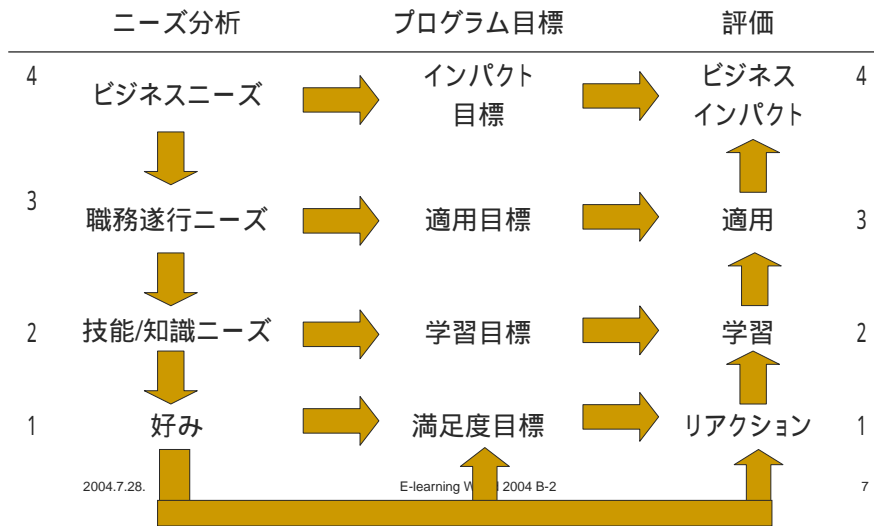 ニーズ分析 プログラム目標 評価
4 ビジネスニーズ インパクト 目標 ビジネス インパクト 4
3 職務遂行ニーズ 適用目標 適用 3
2 技能/知識ニーズ 学習目標 学習 2
1 好み 満足度目標 リアクション 1
2004.7.28. E-learning 2004 B-2 7